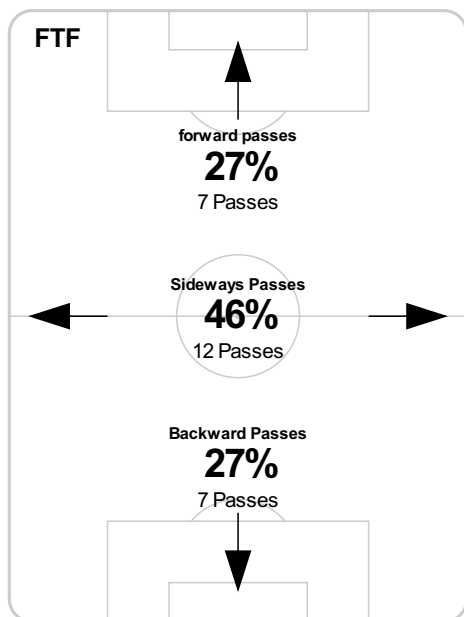 FTF
forward passes
27%
7 Passes
Sideways Passes
46%
12 Passes
Backward Passes
27%
7 Passes